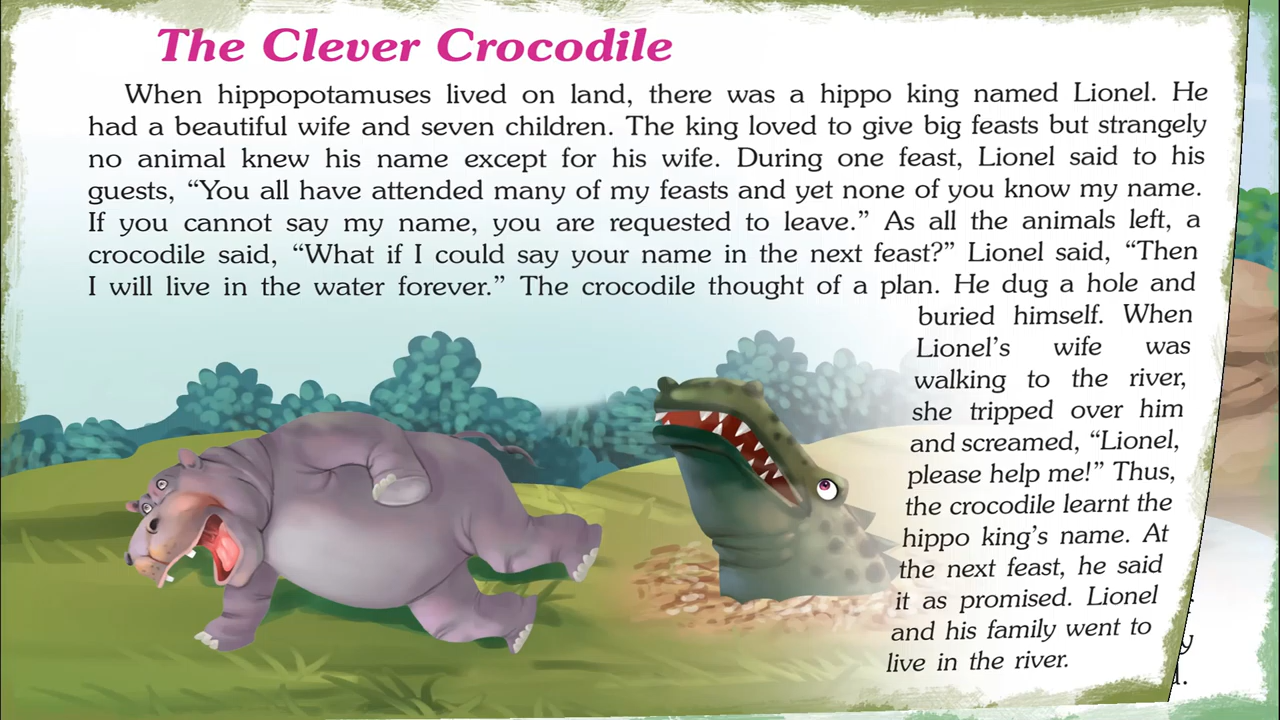 The Clever Crocodile
When hippopotamuses lived on land, there was a hippo king named Lionel. He
had a beautiful wife and seven children. The king loved to give big feasts but strangely
no animal knew his name except for his wife. During one feast, Lionel said to his
guests, “You all have attended many of my feasts and yet none of you know my name.
If you cannot say my name, you are requested to leave.” As all the animals left, a
crocodile said, “What if I could say your name in the next feast?” Lionel said, “Then
I will live in the water forever.” The crocodile thought of a plan. He dug a hole and
buried himself. When
Lionel’s wife was
walking to the river,
she tripped over him
and screamed, “Lionel,
please help me!” Thus,
the crocodile learnt the
hippo king’s name. At
the next feast, he said
it as promised. Lionel
and his family went to
live in the river.